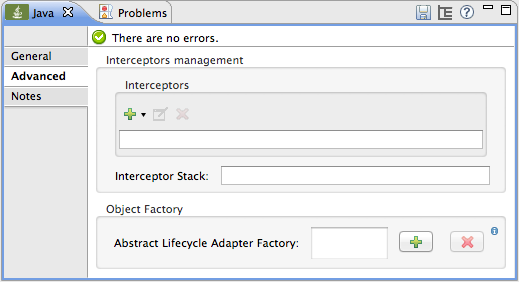 Java
Problems
There are no errors.
General
Advanced
Notes
Interceptors management
Interceptors
Interceptor Stack:
Object Factory
Abstract Lifecycle Adapter Factory: